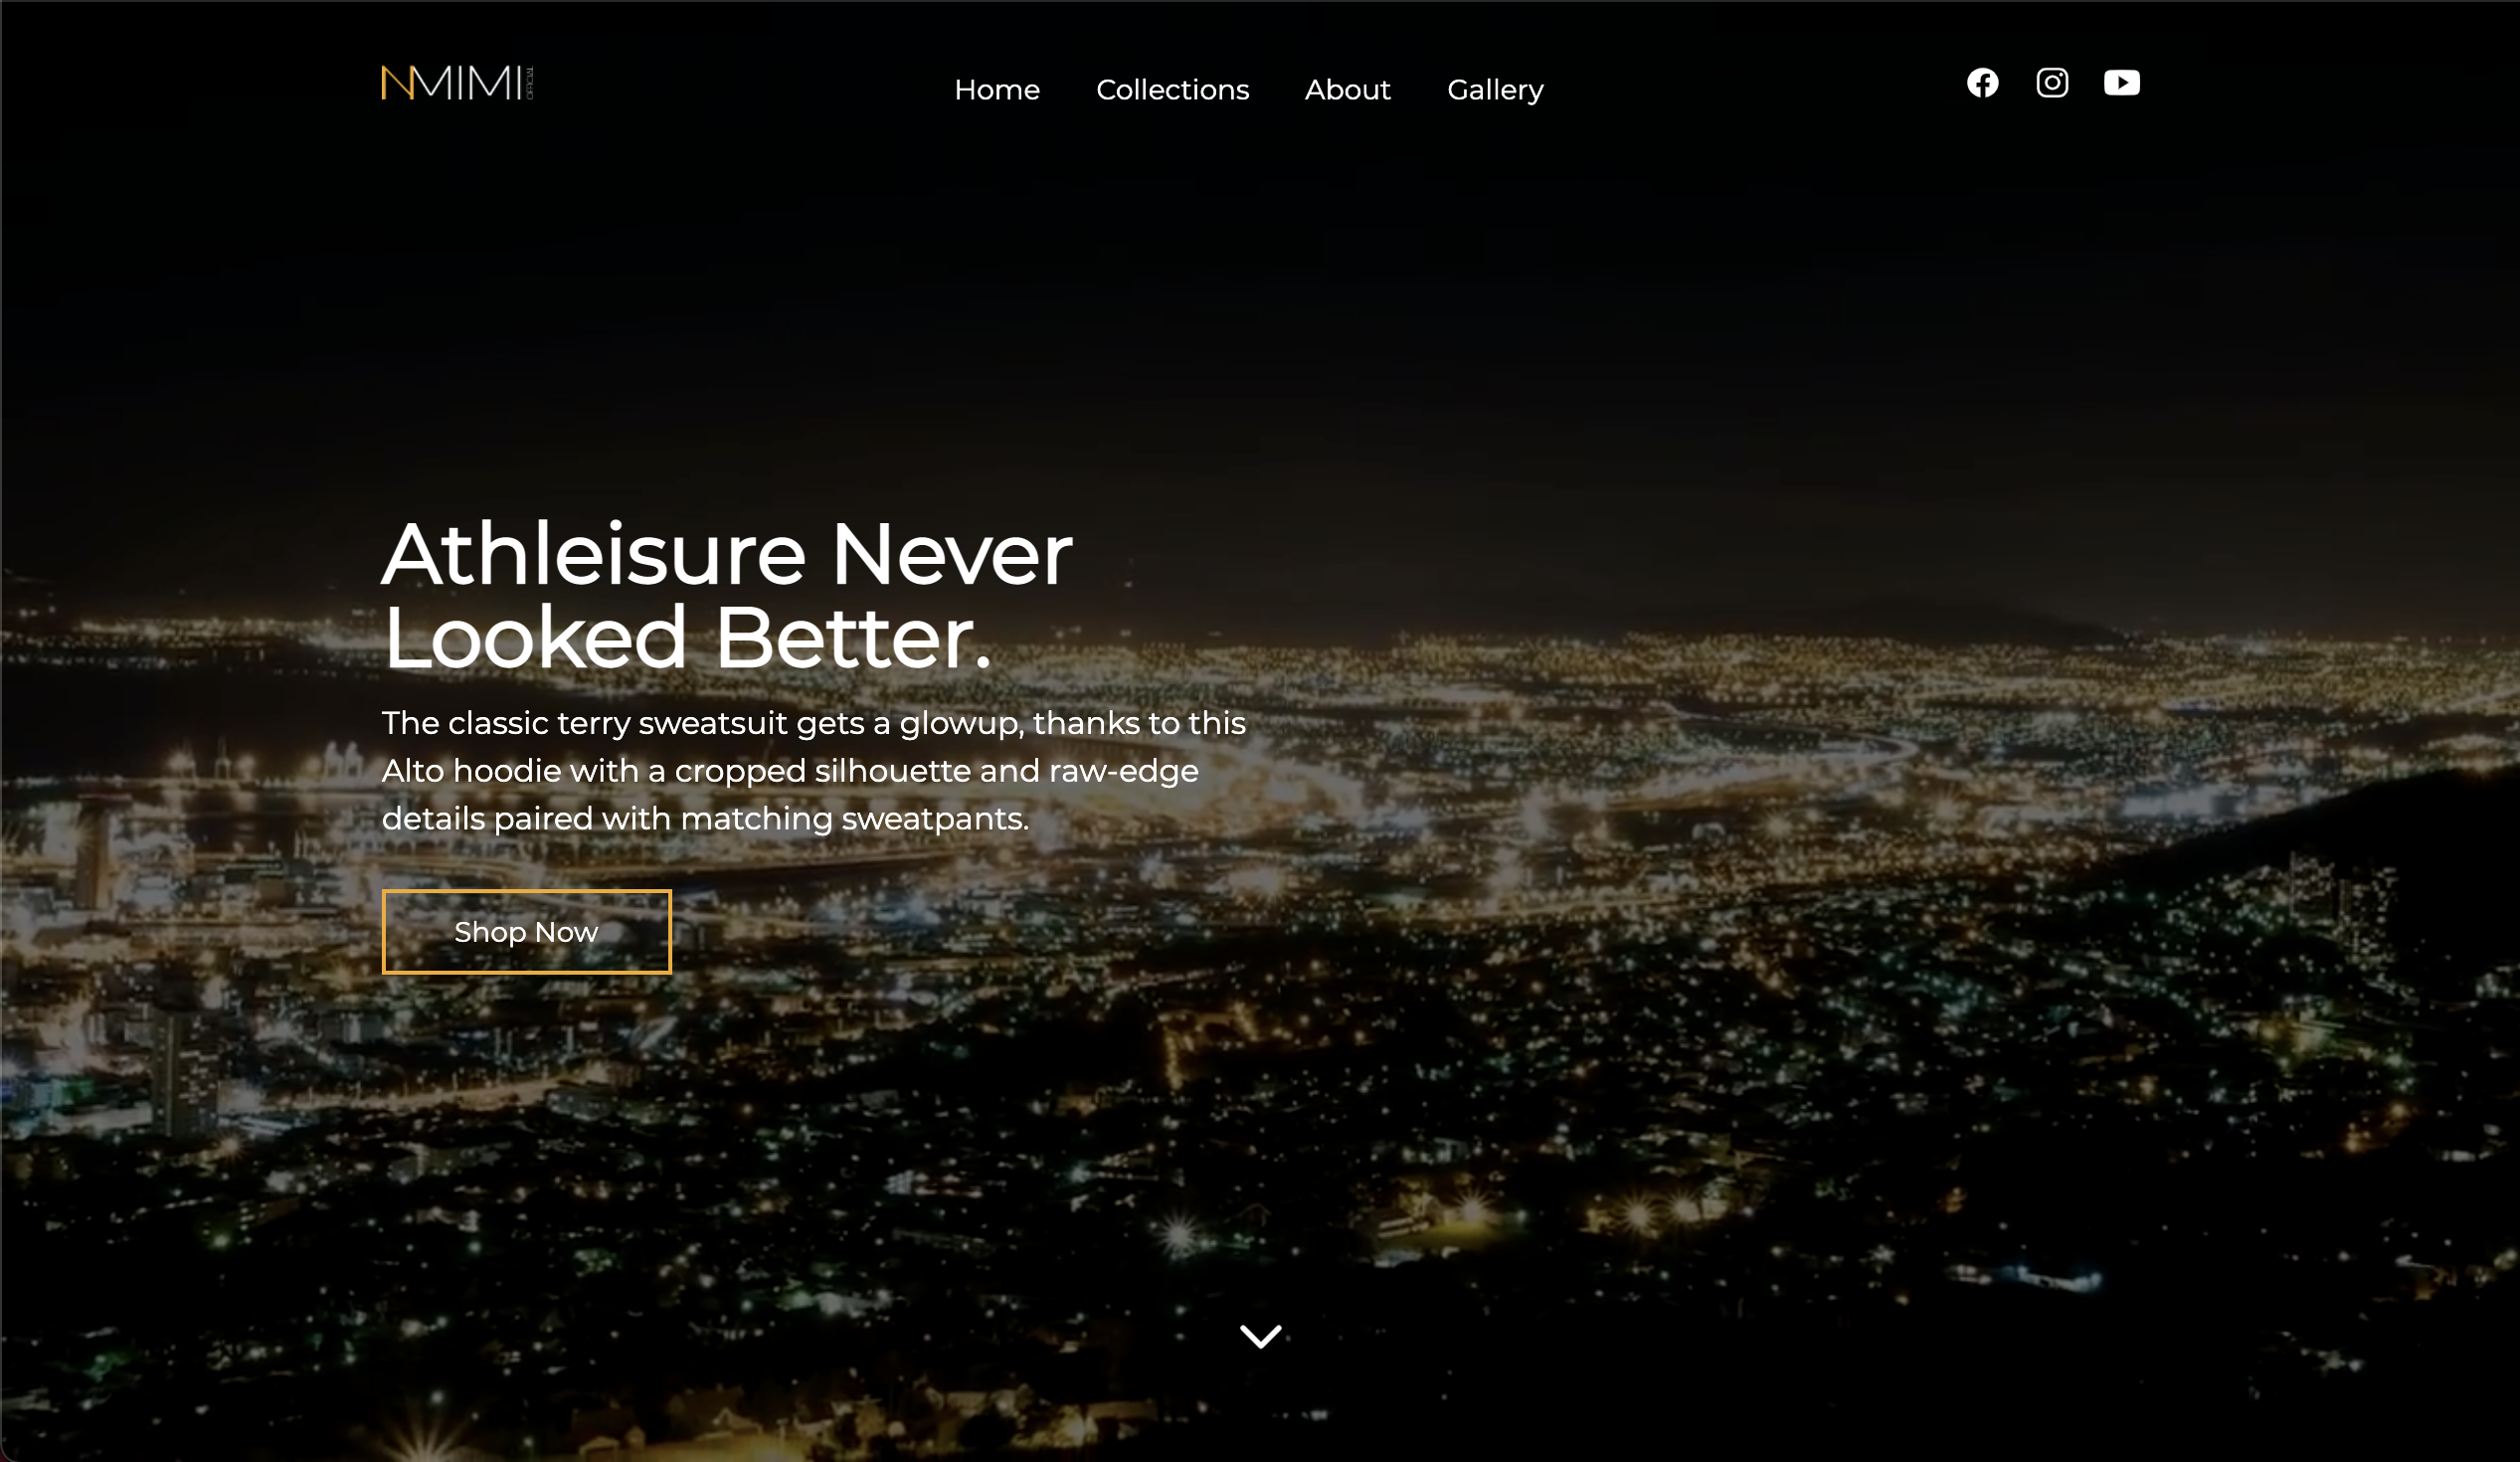 NMIMI OFFICIAL
Home Collections About Gallery
Athleisure Never
Looked Better.
The classic terry sweatsuit gets a glowup, thanks to this
Alto hoodie with a cropped silhouette and raw-edge
details paired with matching sweatpants.
Shop Now